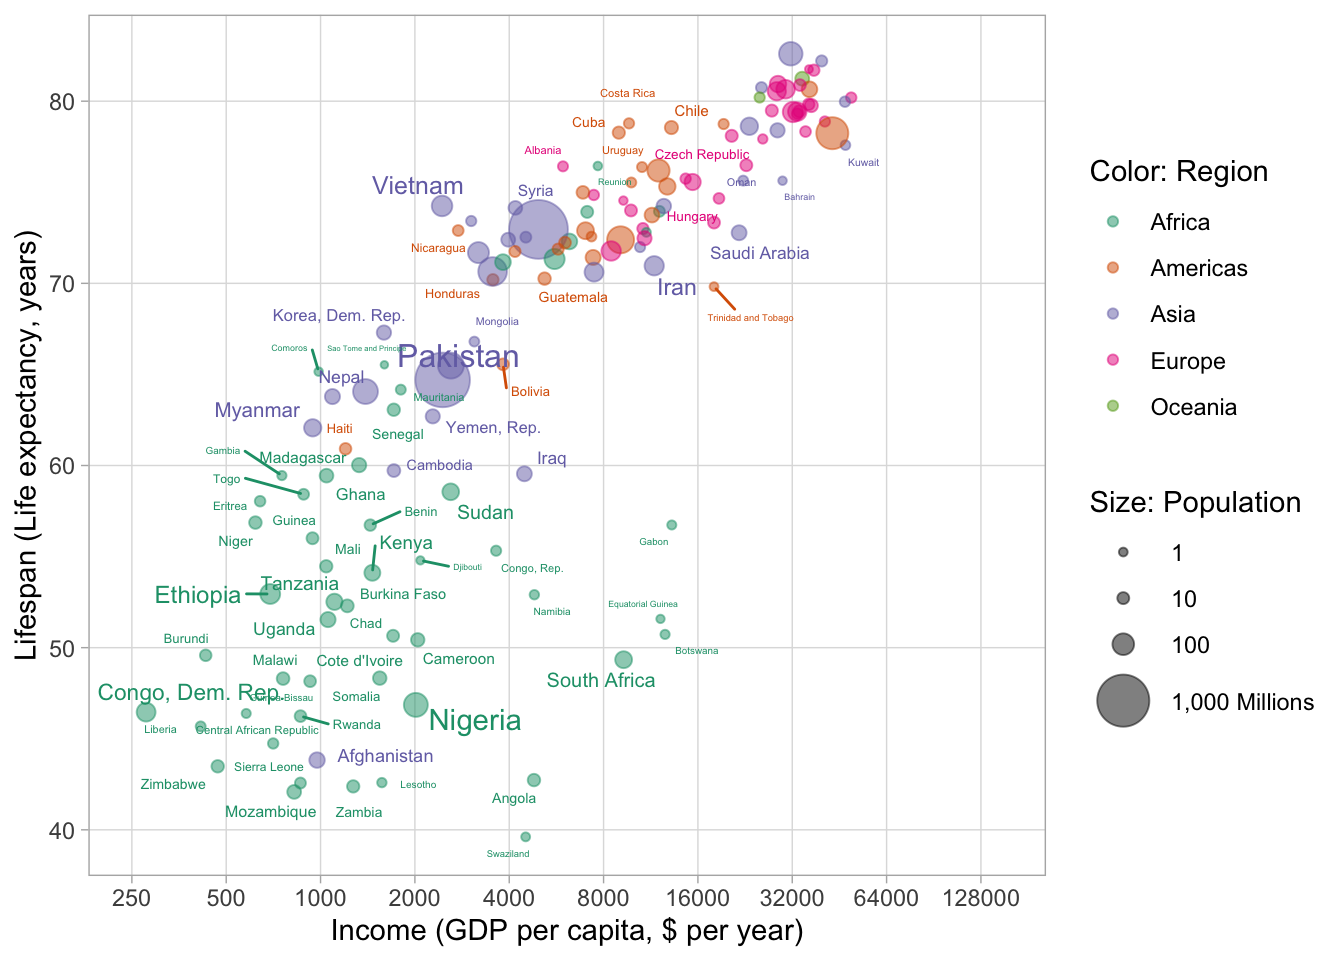 Costa Rica
Chile
Cuba
Albania
Uruguay
Czech Republic
Kuwait
Vietnam
Syria
Reunion
Oman
Bahrain
Nicaragua
Hungary
Saudi Arabia
Honduras
Guatemala
Iran
Trinidad and Tobago
Korea, Dem. Rep.
Mongolia
Comoros
Sao Tome and Principe
Pakistan
Nepal
Bolivia
Mauritania
Myanmar
Haiti
Senegal
Yemen, Rep.
Gambia
Madagascar
Cambodia
Iraq
Togo
Ghana
Eritrea
Guinea
Benin
Sudan
Niger
Mali
Kenya
Gabon
Djibouti
Congo, Rep.
Ethiopia
Tanzania
Burkina Faso
Namibia
Equatorial Guinea
Uganda
Chad
Burundi
Botswana
Malawi
Cote d'Ivoire
Cameroon
South Africa
Congo, Dem. Rep.
Guinea-Bissau
Somalia
Liberia
Central African Republic
Rwanda
Nigeria
Afghanistan
Zimbabwe
Sierra Leone
Lesotho
Angola
Mozambique
Zambia
Swaziland
80
70
60
50
40
250
500
1000
2000
4000
8000
16000
32000
64000
128000
Income (GDP per capita, $ per year)
Lifespan (Life expectancy, years)
Color: Region
Africa
Americas
Asia
Europe
Oceania
Size: Population
1
10
100
1,000 Millions